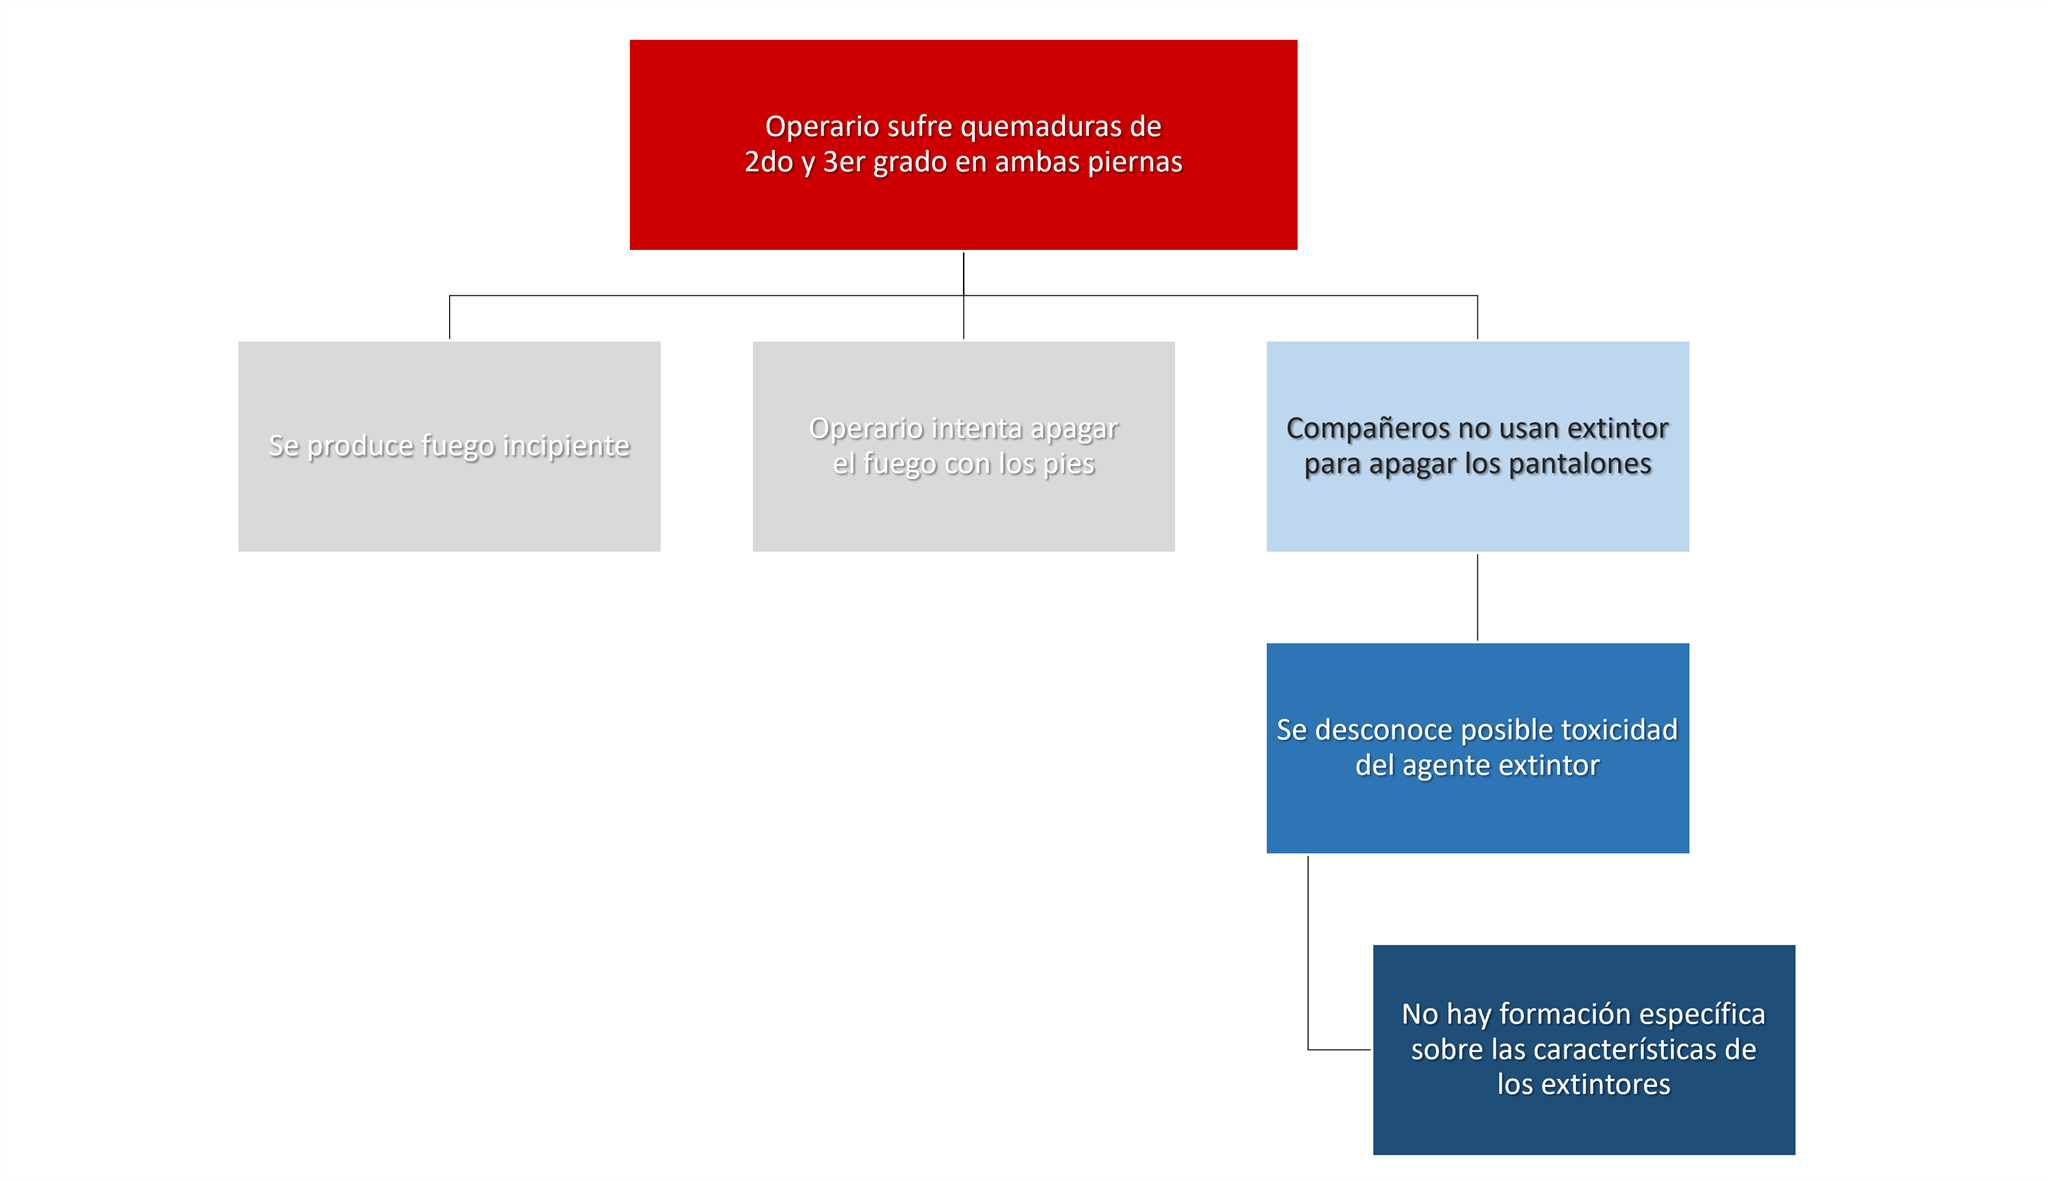 Operario sufre quemaduras de
2do y 3er grado en ambas piernas
Se produce fuego incipiente
Operario intenta apagar
el fuego con los pies
Compañeros no usan extintor
para apagar los pantalones
Se desconoce posible toxicidad
del agente extintor
No hay formación específica
sobre las características de
los extintores